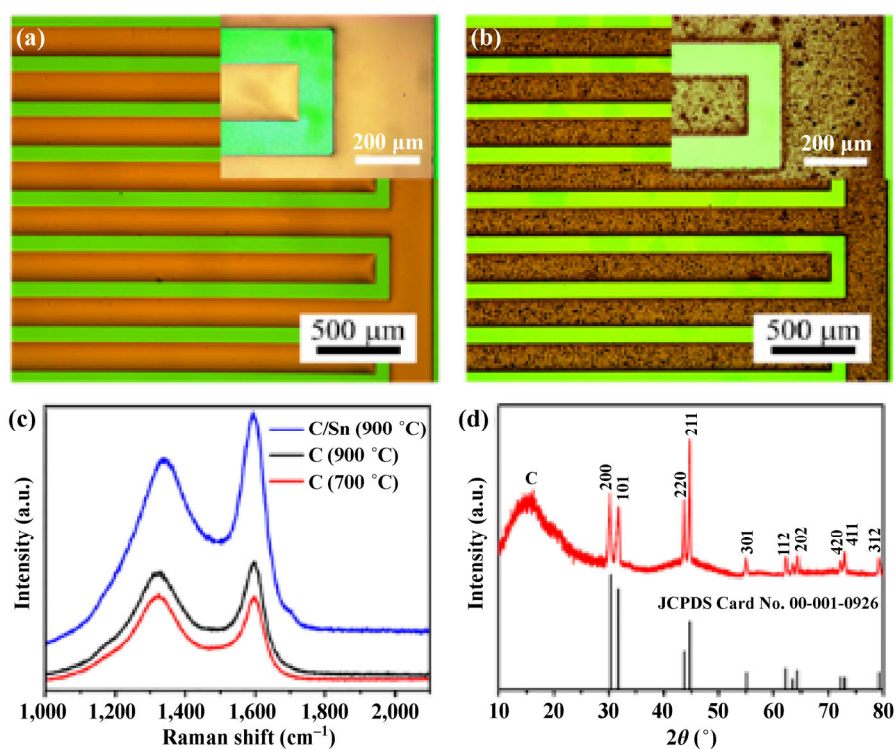 (a)
200 μm
500 μm
(b)
200 μm
500 μm
(c)
C/Sn (900 °C)
C (900 °C)
C (700 °C)
Intensity (a.u.)
1,000 1,200 1,400 1,600 1,800 2,000
Raman shift (cm⁻¹)
(d)
C
200
101
220
211
301
112
202
420
411
312
JCPDS Card No. 00-001-0926
Intensity (a.u.)
10 20 30 40 50 60 70 80
2θ (°)